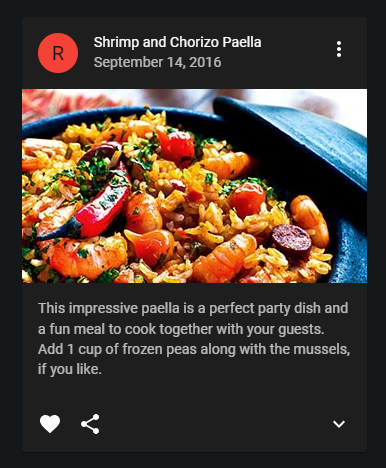 R
Shrimp and Chorizo Paella
September 14, 2016
This impressive paella is a perfect party dish and
a fun meal to cook together with your guests.
Add 1 cup of frozen peas along with the mussels,
if you like.